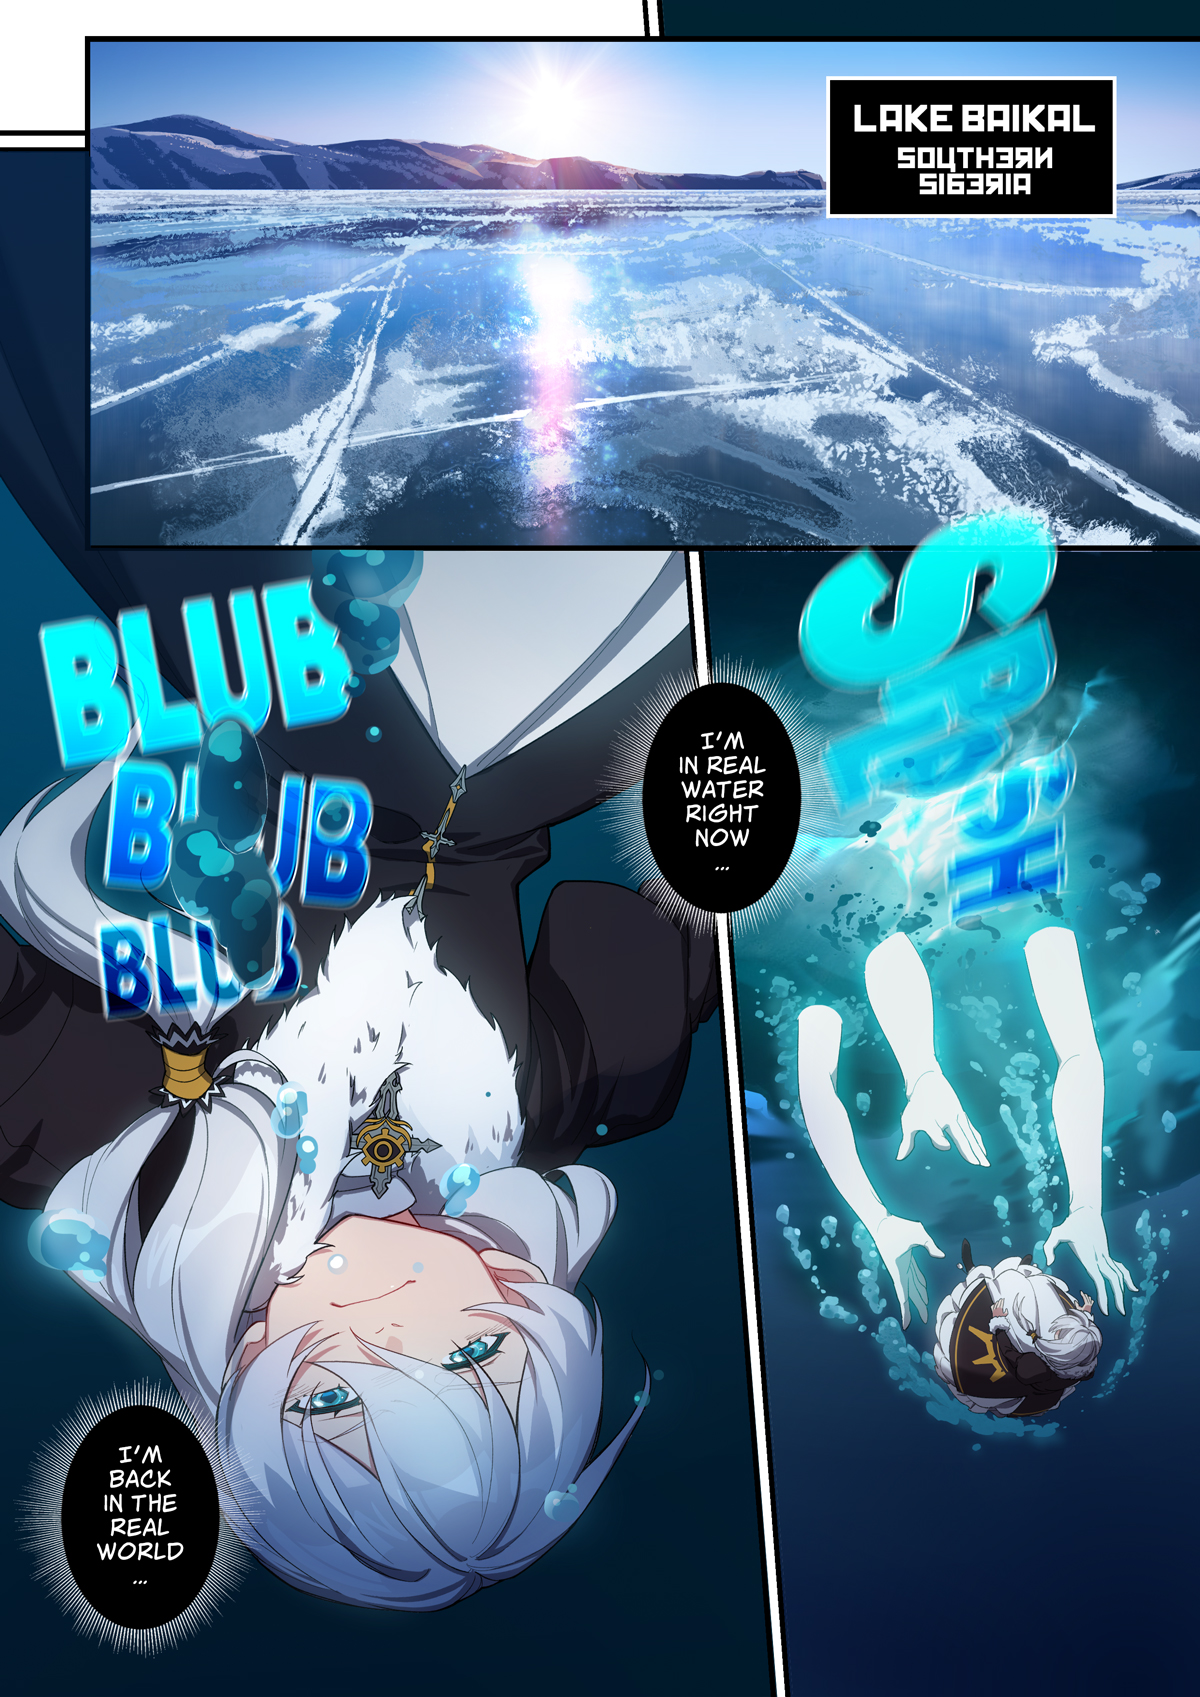 LAKE BAIKAL
SOUTHERN
SIBERIA
SPLASH
I'M
IN REAL
WATER
RIGHT
NOW
...
BLUB
BLUB
BLUB
I'M
BACK
IN THE
REAL
WORLD
...